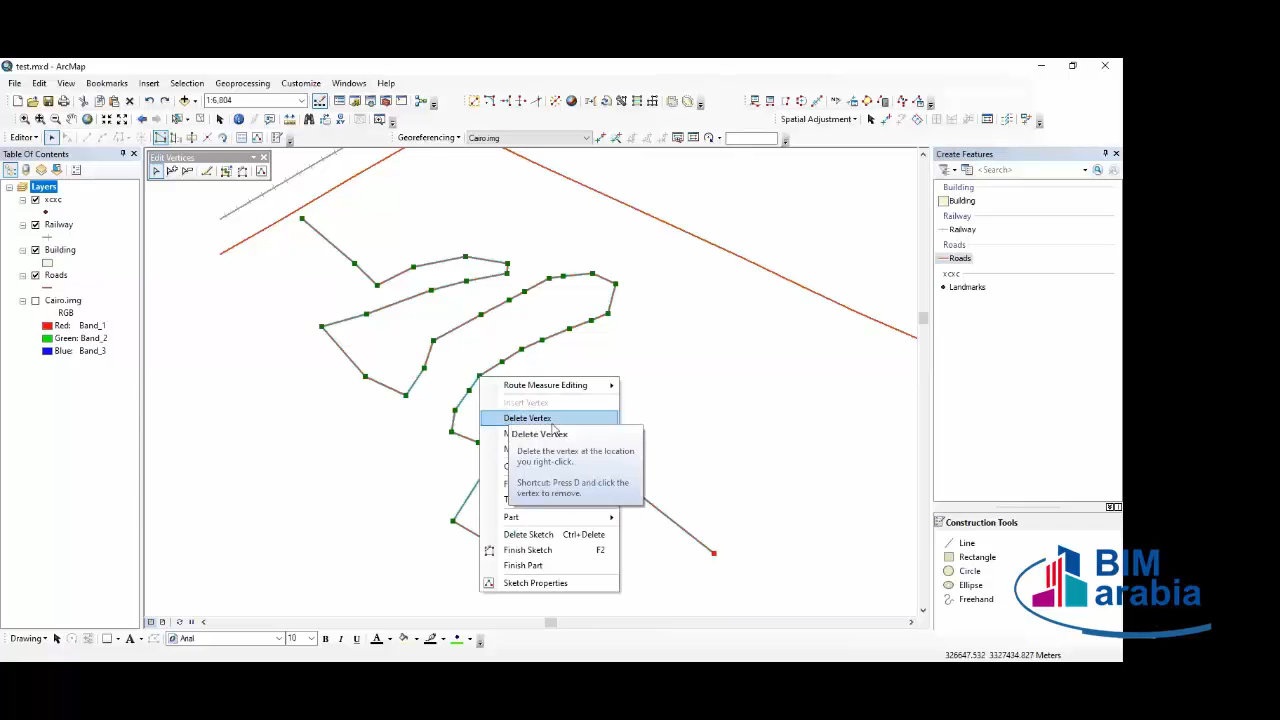 test.mxd - ArcMap
File Edit View Bookmarks Insert Selection Geoprocessing Customize Windows Help
1:6,804
Spatial Adjustment
Editor
Georeferencing
Cairo.img
Table Of Contents
Layers
xcxc
Railway
Building
Roads
Cairo.img
RGB
Red: Band_1
Green: Band_2
Blue: Band_3
Edit Vertices
Route Measure Editing
Insert Vertex
Delete Vertex
Delete Vertex
Delete the vertex at the location
you right-click.
Shortcut: Press D and click the
vertex to remove.
Part
Delete Sketch Ctrl+Delete
Finish Sketch F2
Finish Part
Sketch Properties
Create Features
<Search>
Building
Building
Railway
Railway
Roads
Roads
xcxc
Landmarks
Construction Tools
Line
Rectangle
Circle
Ellipse
Freehand
BIM
arabia
Drawing
A
Arial
10
B I U A
326647.532 3327434.827 Meters